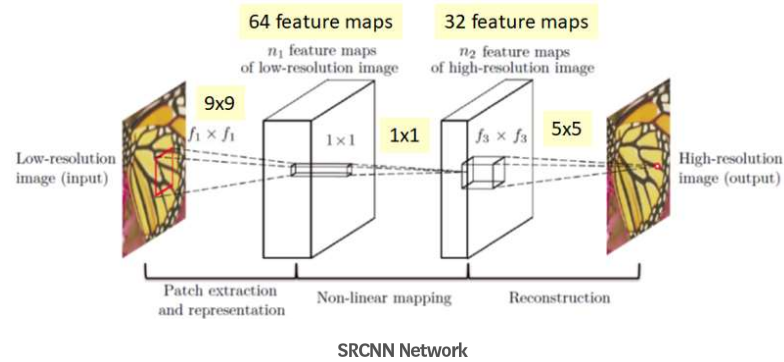 64 feature maps
32 feature maps
n₁ feature maps
of low-resolution image
n₂ feature maps
of high-resolution image
9x9
f₁ × f₁
1×1
1x1
f₃ × f₃
5x5
Low-resolution
image (input)
High-resolution
image (output)
Patch extraction
and representation
Non-linear mapping
Reconstruction
SRCNN Network